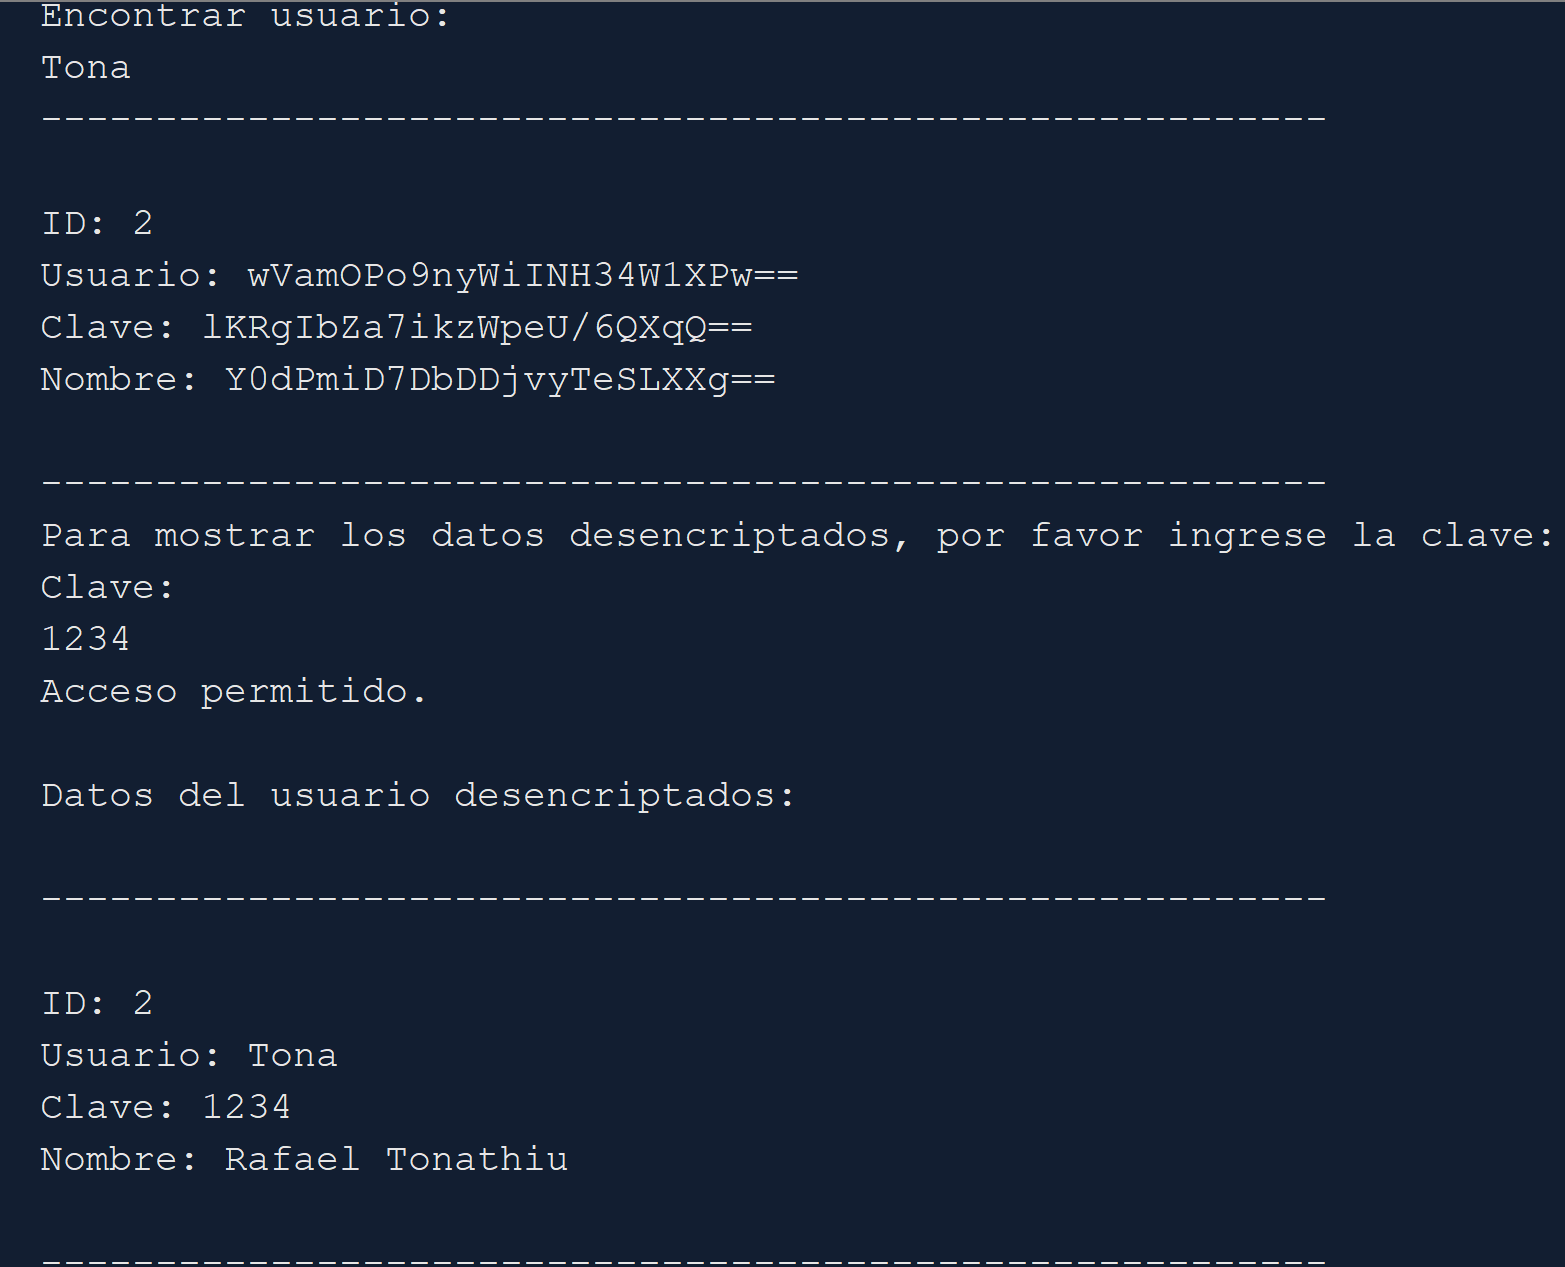 Encontrar usuario:
Tona
--------------------------------------------------------
ID: 2
Usuario: wVamOPo9nyWiINH34W1XPw==
Clave: lKRgIbZa7ikzWpeU/6QXqQ==
Nombre: Y0dPmiD7DbDDjvyTeSLXXg==
--------------------------------------------------------
Para mostrar los datos desencriptados, por favor ingrese la clave:
Clave:
1234
Acceso permitido.
Datos del usuario desencriptados:
--------------------------------------------------------
ID: 2
Usuario: Tona
Clave: 1234
Nombre: Rafael Tonathiu
--------------------------------------------------------